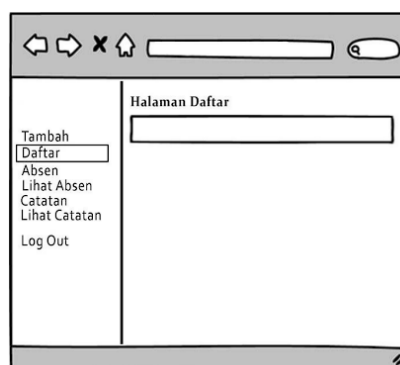 Halaman Daftar
Tambah
Daftar
Absen
Lihat Absen
Catatan
Lihat Catatan
Log Out